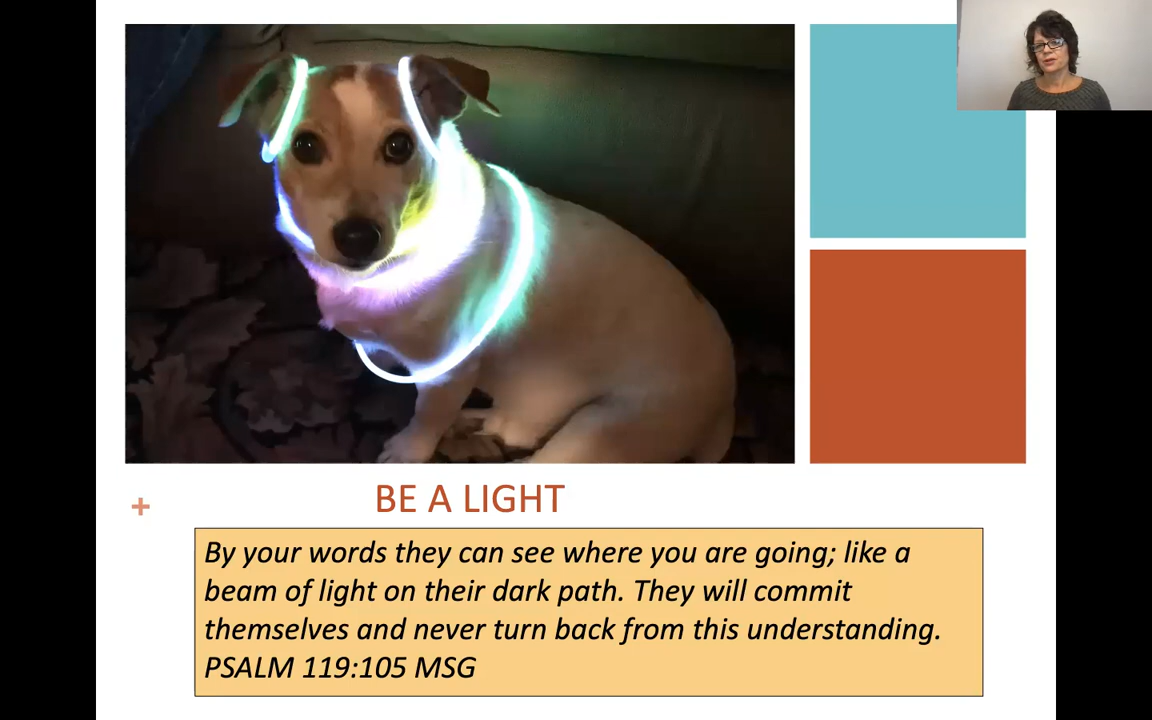 +
BE A LIGHT
By your words they can see where you are going; like a
beam of light on their dark path. They will commit
themselves and never turn back from this understanding.
PSALM 119:105 MSG